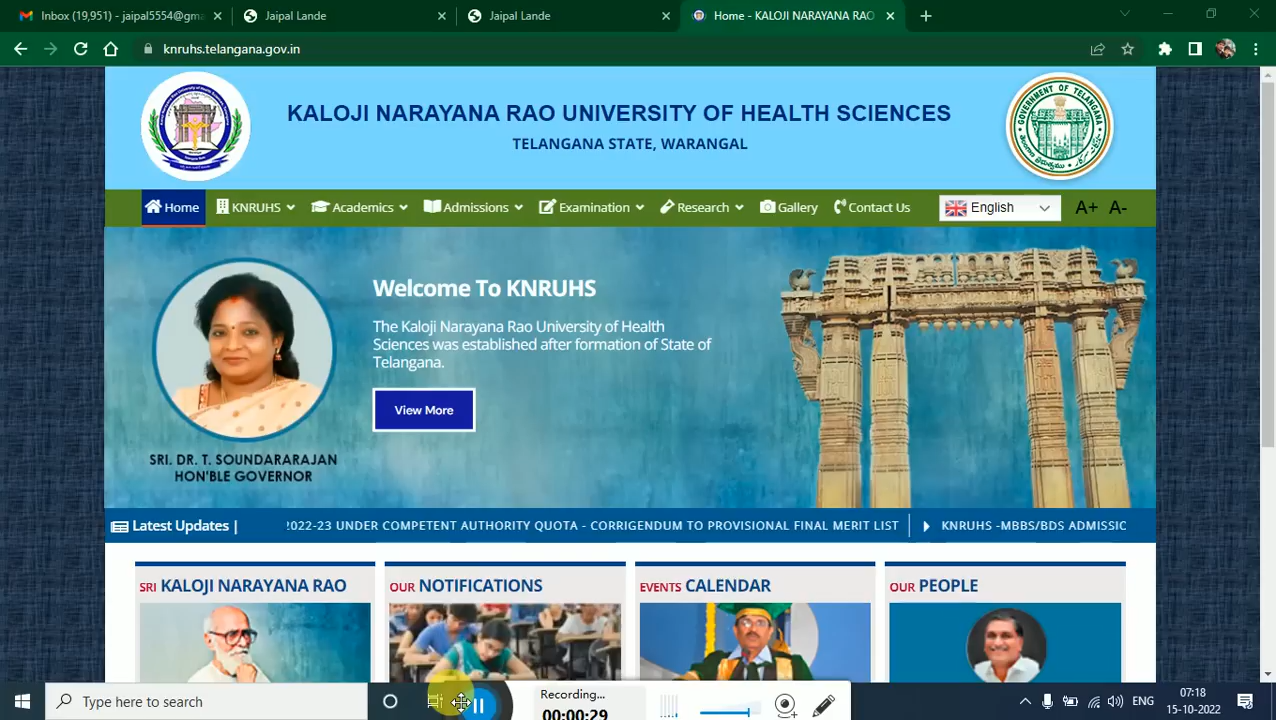 Inbox (19,951) - jaipal5554@gma
Jaipal Lande
Jaipal Lande
Home - KALOJI NARAYANA RAO
knruhs.telangana.gov.in
KALOJI NARAYANA RAO UNIVERSITY OF HEALTH SCIENCES
TELANGANA STATE, WARANGAL
GOVERNMENT OF TELANGANA
Home
KNRUHS
Academics
Admissions
Examination
Research
Gallery
Contact Us
English
A+
A-
Welcome To KNRUHS
The Kaloji Narayana Rao University of Health
Sciences was established after formation of State of
Telangana.
View More
SRI. DR. T. SOUNDARARAJAN
HON'BLE GOVERNOR
Latest Updates |
2022-23 UNDER COMPETENT AUTHORITY QUOTA - CORRIGENDUM TO PROVISIONAL FINAL MERIT LIST
KNRUHS -MBBS/BDS ADMISSIO
SRI KALOJI NARAYANA RAO
OUR NOTIFICATIONS
EVENTS CALENDAR
OUR PEOPLE
Type here to search
Recording...
00:00:29
ENG
07:18
15-10-2022